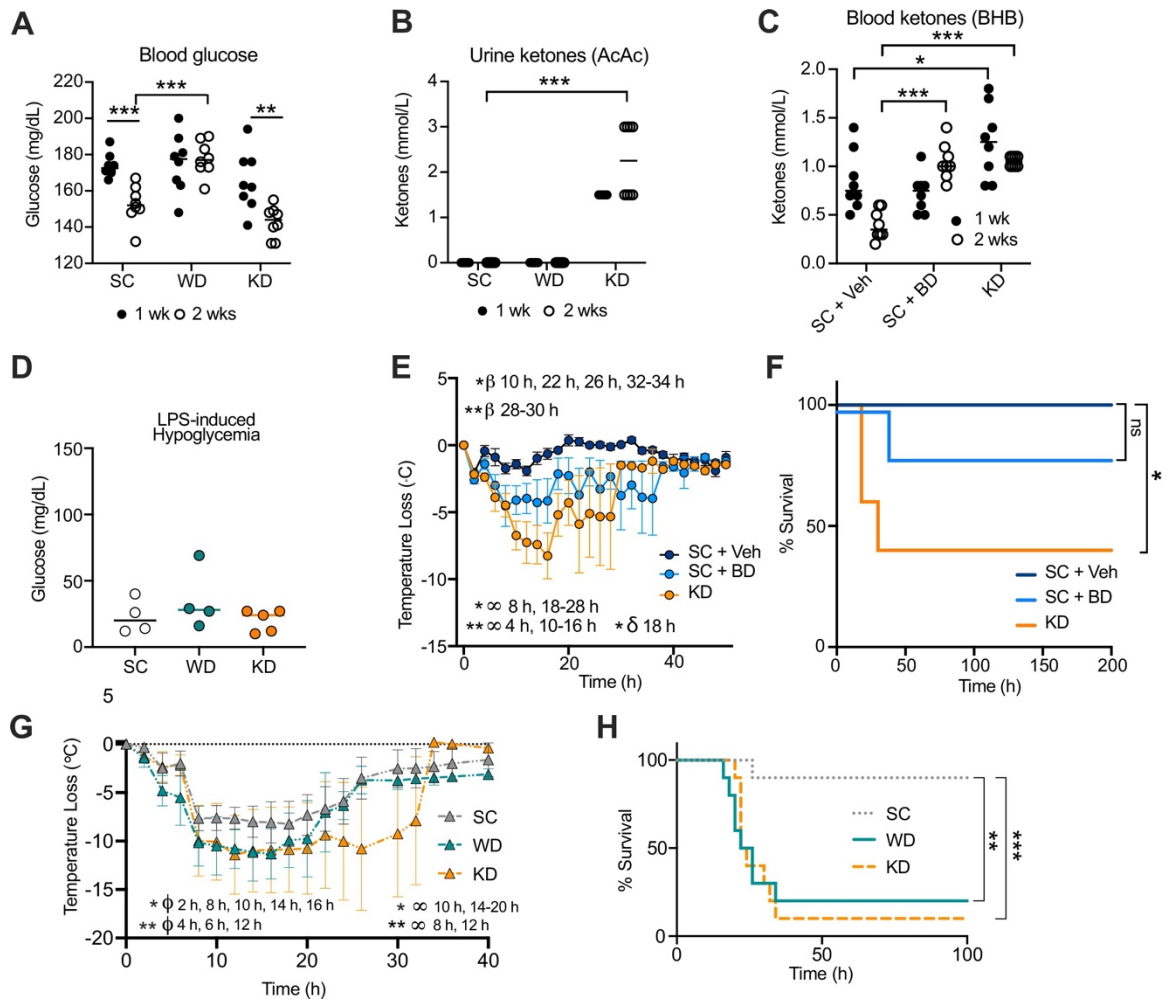 A
Blood glucose
Glucose (mg/dL)
220
200
180
160
140
120
***
***
**
SC
WD
KD
1 wk
2 wks
B
Urine ketones (AcAc)
Ketones (mmol/L)
4
3
2
1
0
***
SC
WD
KD
1 wk
2 wks
C
Blood ketones (BHB)
Ketones (mmol/L)
2.0
1.5
1.0
0.5
0.0
***
*
***
1 wk
2 wks
SC + Veh
SC + BD
KD
D
LPS-induced
Hypoglycemia
Glucose (mg/dL)
150
100
50
0
SC
WD
KD
5
E
Temperature Loss (·C)
5
0
-5
-10
-15
*β 10 h, 22 h, 26 h, 32-34 h
**β 28-30 h
SC + Veh
SC + BD
KD
*∞ 8h, 18-28 h
**∞ 4h, 10-16 h
*δ 18 h
0
20
40
Time (h)
F
% Survival
100
50
0
ns
*
SC + Veh
SC + BD
KD
0
50
100
150
200
Time (h)
G
Temperature Loss (°C)
0
-5
-10
-15
-20
SC
WD
KD
* ϕ 2 h, 8 h, 10 h, 14 h, 16 h
** ϕ 4 h, 6 h, 12 h
* ∞ 10 h, 14-20 h
** ∞ 8 h, 12 h
0
10
20
30
40
Time (h)
H
% Survival
100
50
0
SC
WD
KD
**
***
0
50
100
Time (h)